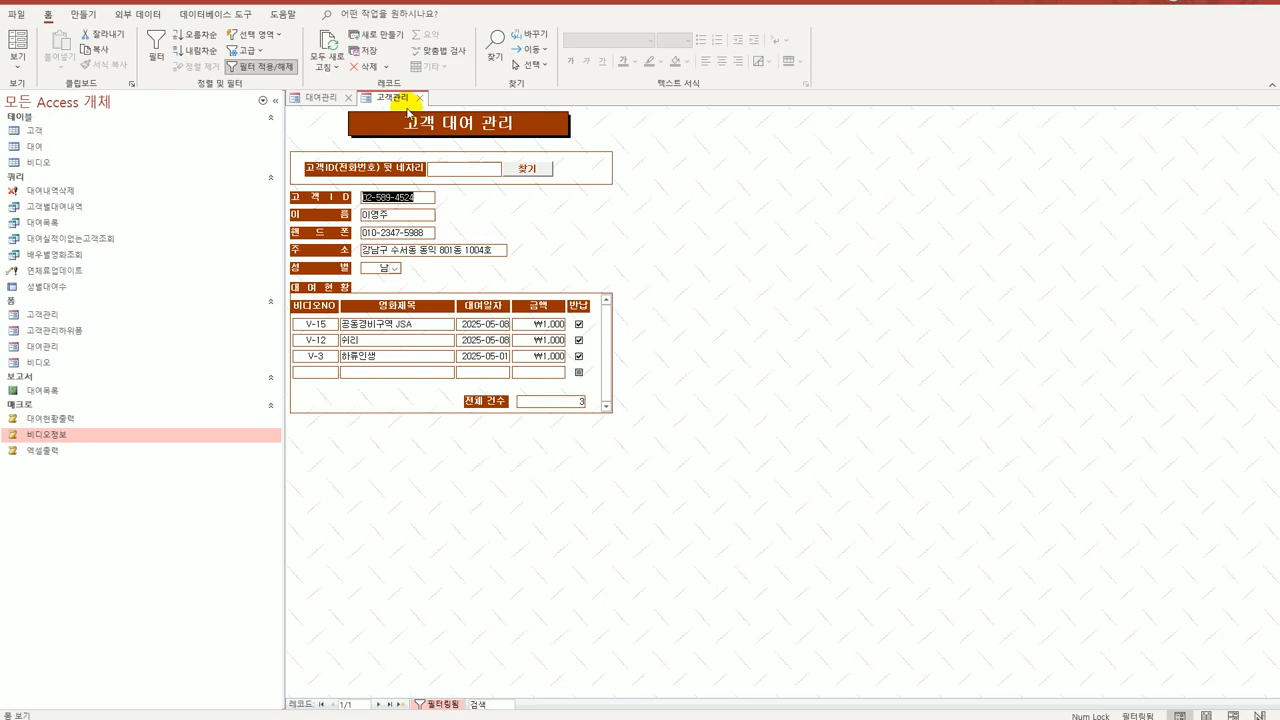 파일 홈 만들기 외부 데이터 데이터베이스 도구 도움말 어떤 작업을 원하시나요?
보기
붙여넣기
잘라내기
복사
서식 복사
클립보드
필터
오름차순
내림차순
정렬 제거
선택 영역
고급
필터 적용/해제
정렬 및 필터
모두 새로 고침
새로 만들기
저장
삭제
요약
맞춤법 검사
기타
레코드
찾기
바꾸기
이동
선택
찾기
가 가 가 가
텍스트 서식
모든 Access 개체
테이블
고객
대여
비디오
쿼리
대여내역삭제
고객별대여내역
대여목록
대여실적이없는고객조회
배우별영화조회
연체료업데이트
성별대여수
폼
고객관리
고객관리하위폼
대여관리
비디오
보고서
대여목록
매크로
대여현황출력
비디오정보
엑셀출력
대여관리 고객관리
고객 대여 관리
고객ID(전화번호) 뒷 네자리 찾기
고 객 I D 02-589-4524
이 름 이영주
핸 드 폰 010-2347-5988
주 소 강남구 수서동 동익 801동 1004호
성 별 남
대 여 현 황
비디오NO 영화제목 대여일자 금액 반납
V-15 공동경비구역 JSA 2025-05-08 ₩1,000
V-12 쉬리 2025-05-08 ₩1,000
V-3 하류인생 2025-05-01 ₩1,000
전체 건수 3
레코드: 1/1 필터링됨 검색
폼 보기 Num Lock 필터링됨